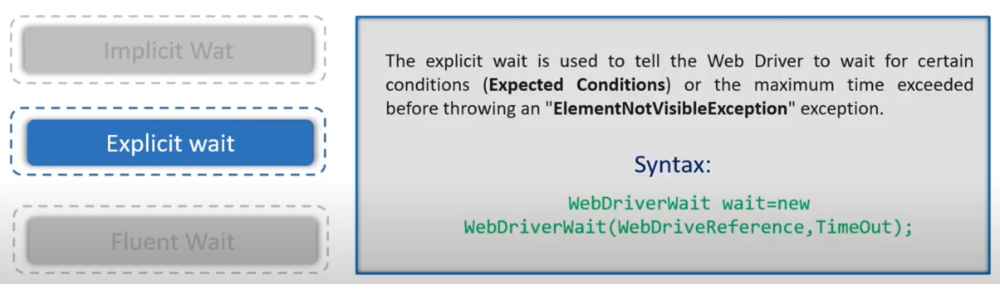 Implicit Wat
Explicit wait
Fluent Wait
The explicit wait is used to tell the Web Driver to wait for certain
conditions (Expected Conditions) or the maximum time exceeded
before throwing an "ElementNotVisibleException" exception.
Syntax:
WebDriverWait wait=new
WebDriverWait(WebDriveReference,TimeOut);